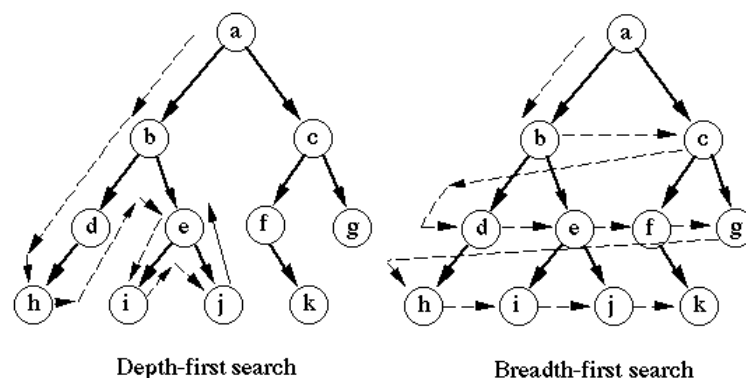 a a
b c b c
d e f g d e f g
h i j k h i j k
Depth-first search Breadth-first search